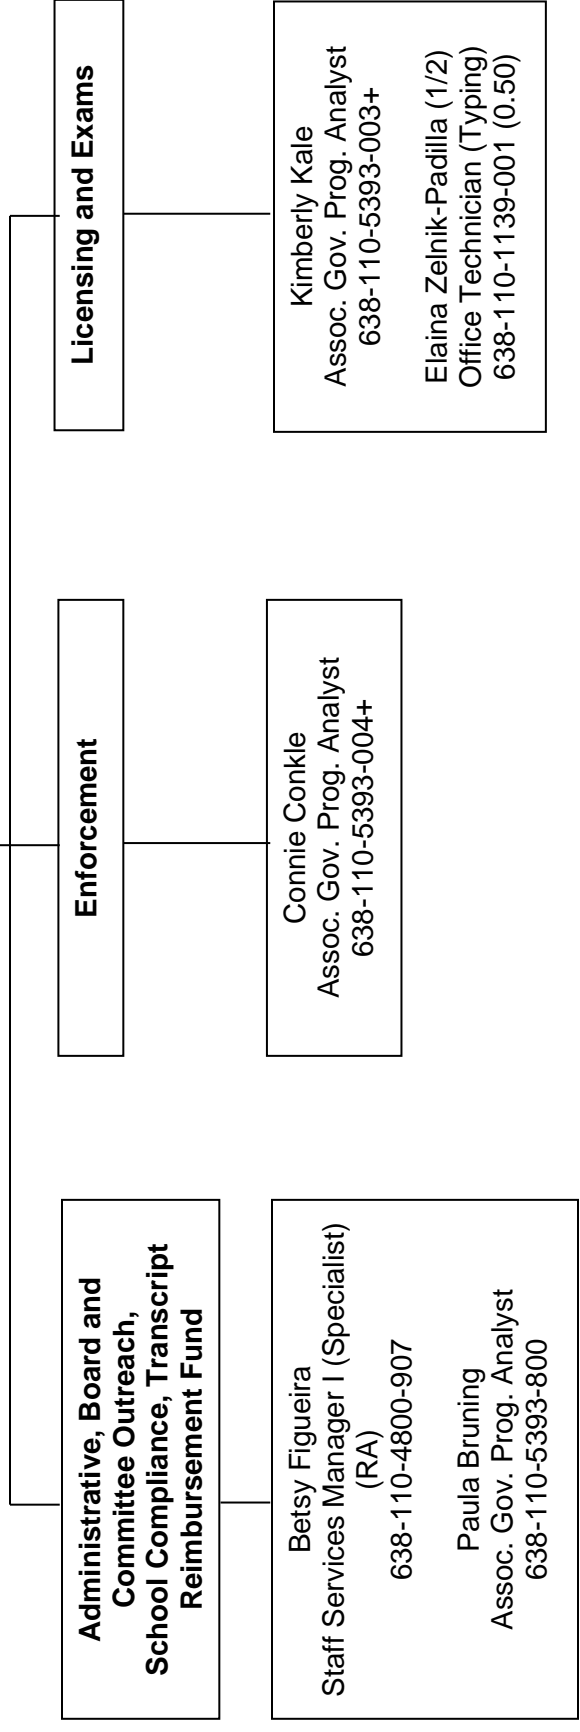 Administrative, Board and
Committee Outreach,
School Compliance, Transcript
Reimbursement Fund
Betsy Figueira
Staff Services Manager I (Specialist)
(RA)
638-110-4800-907
Paula Bruning
Assoc. Gov. Prog. Analyst
638-110-5393-800
Enforcement
Connie Conkle
Assoc. Gov. Prog. Analyst
638-110-5393-004+
Licensing and Exams
Kimberly Kale
Assoc. Gov. Prog. Analyst
638-110-5393-003+
Elaina Zelnik-Padilla (1/2)
Office Technician (Typing)
638-110-1139-001 (0.50)